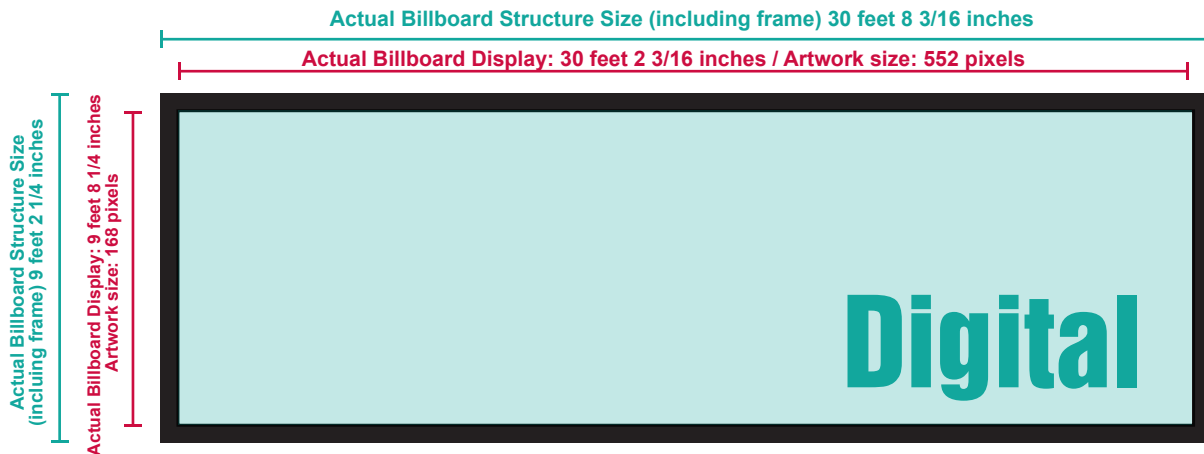 Actual Billboard Structure Size (including frame) 30 feet 8 3/16 inches
Actual Billboard Display: 30 feet 2 3/16 inches / Artwork size: 552 pixels
Actual Billboard Structure Size
(incluing frame) 9 feet 2 1/4 inches
Actual Billboard Display: 9 feet 8 1/4 inches
Artwork size: 168 pixels
Digital